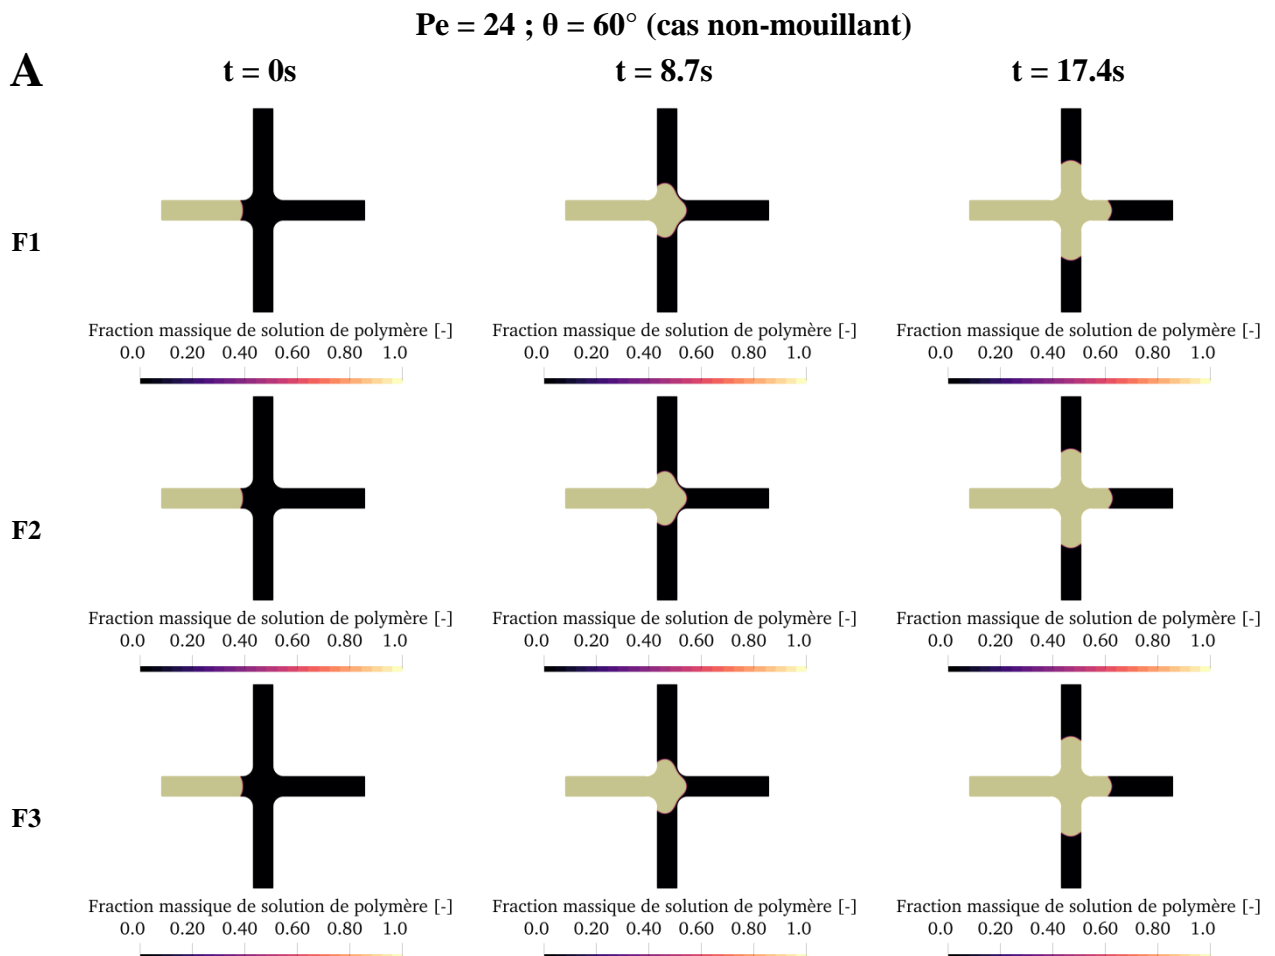 Pe = 24 ; θ = 60° (cas non-mouillant)
A
t = 0s t = 8.7s t = 17.4s
F1
Fraction massique de solution de polymère [-] Fraction massique de solution de polymère [-] Fraction massique de solution de polymère [-]
0.0 0.20 0.40 0.60 0.80 1.0 0.0 0.20 0.40 0.60 0.80 1.0 0.0 0.20 0.40 0.60 0.80 1.0
F2
Fraction massique de solution de polymère [-] Fraction massique de solution de polymère [-] Fraction massique de solution de polymère [-]
0.0 0.20 0.40 0.60 0.80 1.0 0.0 0.20 0.40 0.60 0.80 1.0 0.0 0.20 0.40 0.60 0.80 1.0
F3
Fraction massique de solution de polymère [-] Fraction massique de solution de polymère [-] Fraction massique de solution de polymère [-]
0.0 0.20 0.40 0.60 0.80 1.0 0.0 0.20 0.40 0.60 0.80 1.0 0.0 0.20 0.40 0.60 0.80 1.0